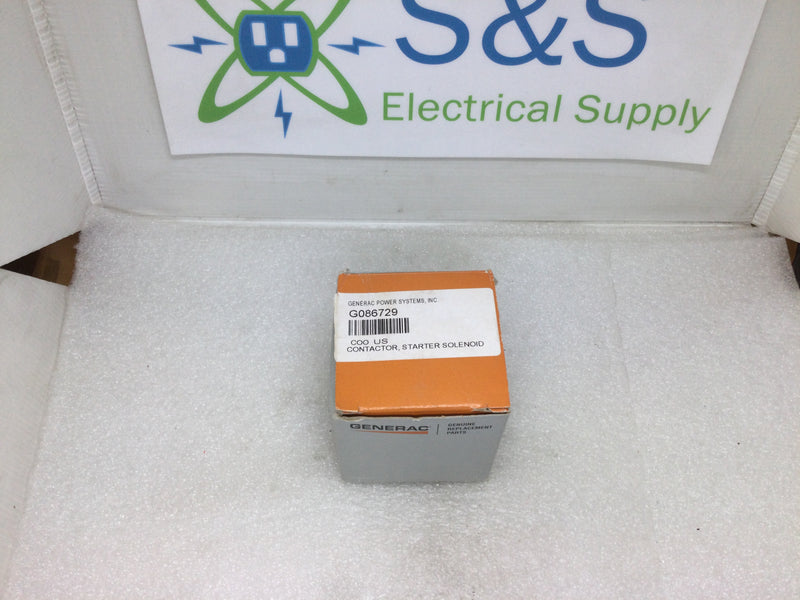 S&S
Electrical Supply
GENERAC POWER SYSTEMS, INC
G086729
COO US
CONTACTOR, STARTER SOLENOID
GENERAC
GENUINE
REPLACEMENT
PARTS